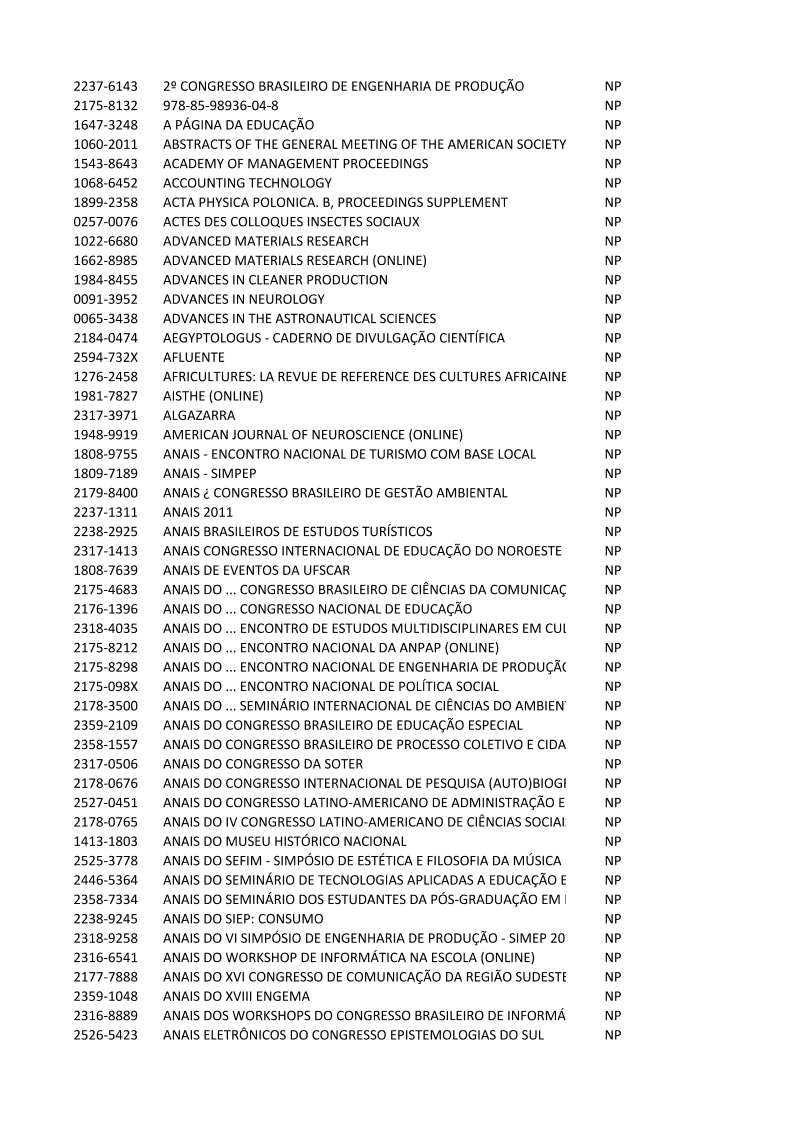 2237-6143 2º CONGRESSO BRASILEIRO DE ENGENHARIA DE PRODUÇÃO NP
2175-8132 978-85-98936-04-8 NP
1647-3248 A PÁGINA DA EDUCAÇÃO NP
1060-2011 ABSTRACTS OF THE GENERAL MEETING OF THE AMERICAN SOCIETY NP
1543-8643 ACADEMY OF MANAGEMENT PROCEEDINGS NP
1068-6452 ACCOUNTING TECHNOLOGY NP
1899-2358 ACTA PHYSICA POLONICA. B, PROCEEDINGS SUPPLEMENT NP
0257-0076 ACTES DES COLLOQUES INSECTES SOCIAUX NP
1022-6680 ADVANCED MATERIALS RESEARCH NP
1662-8985 ADVANCED MATERIALS RESEARCH (ONLINE) NP
1984-8455 ADVANCES IN CLEANER PRODUCTION NP
0091-3952 ADVANCES IN NEUROLOGY NP
0065-3438 ADVANCES IN THE ASTRONAUTICAL SCIENCES NP
2184-0474 AEGYPTOLOGUS - CADERNO DE DIVULGAÇÃO CIENTÍFICA NP
2594-732X AFLUENTE NP
1276-2458 AFRICULTURES: LA REVUE DE REFERENCE DES CULTURES AFRICAINE NP
1981-7827 AISTHE (ONLINE) NP
2317-3971 ALGAZARRA NP
1948-9919 AMERICAN JOURNAL OF NEUROSCIENCE (ONLINE) NP
1808-9755 ANAIS - ENCONTRO NACIONAL DE TURISMO COM BASE LOCAL NP
1809-7189 ANAIS - SIMPEP NP
2179-8400 ANAIS ¿ CONGRESSO BRASILEIRO DE GESTÃO AMBIENTAL NP
2237-1311 ANAIS 2011 NP
2238-2925 ANAIS BRASILEIROS DE ESTUDOS TURÍSTICOS NP
2317-1413 ANAIS CONGRESSO INTERNACIONAL DE EDUCAÇÃO DO NOROESTE NP
1808-7639 ANAIS DE EVENTOS DA UFSCAR NP
2175-4683 ANAIS DO ... CONGRESSO BRASILEIRO DE CIÊNCIAS DA COMUNICAÇ NP
2176-1396 ANAIS DO ... CONGRESSO NACIONAL DE EDUCAÇÃO NP
2318-4035 ANAIS DO ... ENCONTRO DE ESTUDOS MULTIDISCIPLINARES EM CUL NP
2175-8212 ANAIS DO ... ENCONTRO NACIONAL DA ANPAP (ONLINE) NP
2175-8298 ANAIS DO ... ENCONTRO NACIONAL DE ENGENHARIA DE PRODUÇÃO NP
2175-098X ANAIS DO ... ENCONTRO NACIONAL DE POLÍTICA SOCIAL NP
2178-3500 ANAIS DO ... SEMINÁRIO INTERNACIONAL DE CIÊNCIAS DO AMBIENT NP
2359-2109 ANAIS DO CONGRESSO BRASILEIRO DE EDUCAÇÃO ESPECIAL NP
2358-1557 ANAIS DO CONGRESSO BRASILEIRO DE PROCESSO COLETIVO E CIDA NP
2317-0506 ANAIS DO CONGRESSO DA SOTER NP
2178-0676 ANAIS DO CONGRESSO INTERNACIONAL DE PESQUISA (AUTO)BIOGR NP
2527-0451 ANAIS DO CONGRESSO LATINO-AMERICANO DE ADMINISTRAÇÃO E NP
2178-0765 ANAIS DO IV CONGRESSO LATINO-AMERICANO DE CIÊNCIAS SOCIAIS NP
1413-1803 ANAIS DO MUSEU HISTÓRICO NACIONAL NP
2525-3778 ANAIS DO SEFIM - SIMPÓSIO DE ESTÉTICA E FILOSOFIA DA MÚSICA NP
2446-5364 ANAIS DO SEMINÁRIO DE TECNOLOGIAS APLICADAS A EDUCAÇÃO E NP
2358-7334 ANAIS DO SEMINÁRIO DOS ESTUDANTES DA PÓS-GRADUAÇÃO EM NP
2238-9245 ANAIS DO SIEP: CONSUMO NP
2318-9258 ANAIS DO VI SIMPÓSIO DE ENGENHARIA DE PRODUÇÃO - SIMEP 20 NP
2316-6541 ANAIS DO WORKSHOP DE INFORMÁTICA NA ESCOLA (ONLINE) NP
2177-7888 ANAIS DO XVI CONGRESSO DE COMUNICAÇÃO DA REGIÃO SUDESTE NP
2359-1048 ANAIS DO XVIII ENGEMA NP
2316-8889 ANAIS DOS WORKSHOPS DO CONGRESSO BRASILEIRO DE INFORMÁ NP
2526-5423 ANAIS ELETRÔNICOS DO CONGRESSO EPISTEMOLOGIAS DO SUL NP